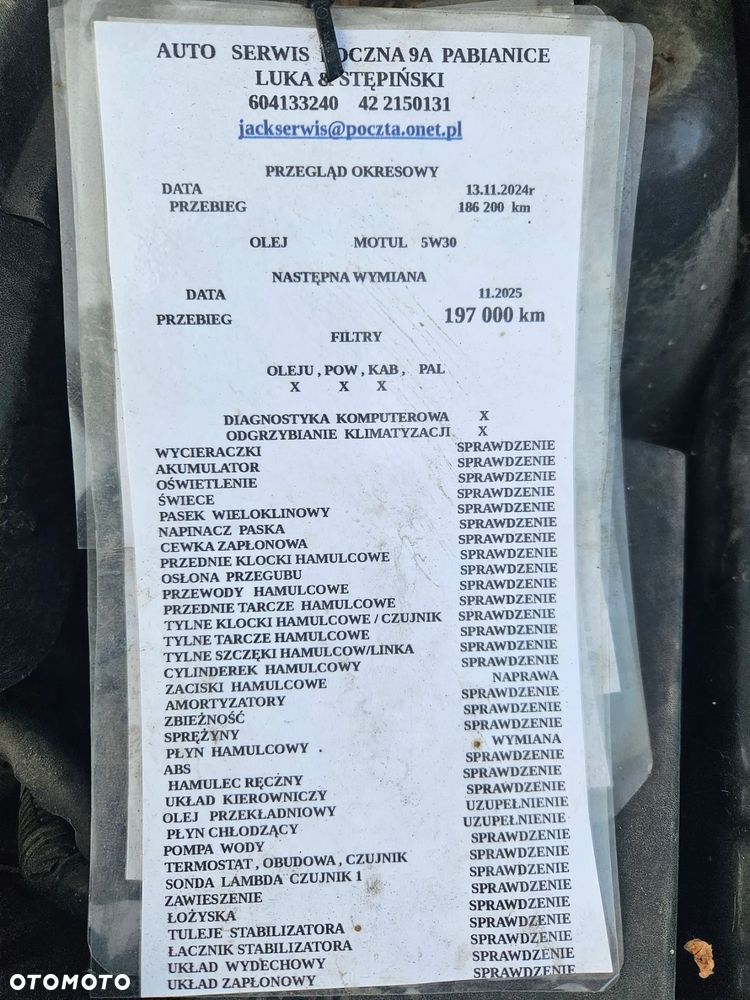 AUTO SERWIS POCZNA 9A PABIANICE
LUKA & STĘPIŃSKI
604133240 42 2150131
jackserwis@poczta.onet.pl
PRZEGLĄD OKRESOWY
DATA 13.11.2024r
PRZEBIEG 186 200 km
OLEJ MOTUL 5W30
NASTĘPNA WYMIANA
DATA 11.2025
PRZEBIEG 197 000 km
FILTRY
OLEJU , POW , KAB , PAL
X X X
DIAGNOSTYKA KOMPUTEROWA X
ODGRZYBIANIE KLIMATYZACJI X
WYCIERACZKI SPRAWDZENIE
AKUMULATOR SPRAWDZENIE
OŚWIETLENIE SPRAWDZENIE
ŚWIECE SPRAWDZENIE
PASEK WIELOKLINOWY SPRAWDZENIE
NAPINACZ PASKA SPRAWDZENIE
CEWKA ZAPŁONOWA SPRAWDZENIE
PRZEDNIE KLOCKI HAMULCOWE SPRAWDZENIE
OSŁONA PRZEGUBU SPRAWDZENIE
PRZEWODY HAMULCOWE SPRAWDZENIE
PRZEDNIE TARCZE HAMULCOWE SPRAWDZENIE
TYLNE KLOCKI HAMULCOWE / CZUJNIK SPRAWDZENIE
TYLNE TARCZE HAMULCOWE SPRAWDZENIE
TYLNE SZCZĘKI HAMULCOW/LINKA SPRAWDZENIE
CYLINDEREK HAMULCOWY SPRAWDZENIE
ZACISKI HAMULCOWE NAPRAWA
AMORTYZATORY SPRAWDZENIE
ZBIEŻNOŚĆ SPRAWDZENIE
SPRĘŻYNY SPRAWDZENIE
PŁYN HAMULCOWY . WYMIANA
ABS SPRAWDZENIE
HAMULEC RĘCZNY SPRAWDZENIE
UKŁAD KIEROWNICZY SPRAWDZENIE
OLEJ PRZEKŁADNIOWY UZUPEŁNIENIE
PŁYN CHŁODZĄCY UZUPEŁNIENIE
POMPA WODY SPRAWDZENIE
TERMOSTAT , OBUDOWA , CZUJNIK SPRAWDZENIE
SONDA LAMBDA CZUJNIK 1 SPRAWDZENIE
ZAWIESZENIE SPRAWDZENIE
ŁOŻYSKA SPRAWDZENIE
TULEJE STABILIZATORA SPRAWDZENIE
ŁACZNIK STABILIZATORA SPRAWDZENIE
UKŁAD WYDECHOWY SPRAWDZENIE
UKŁAD ZAPŁONOWY SPRAWDZENIE
OTOMOTO